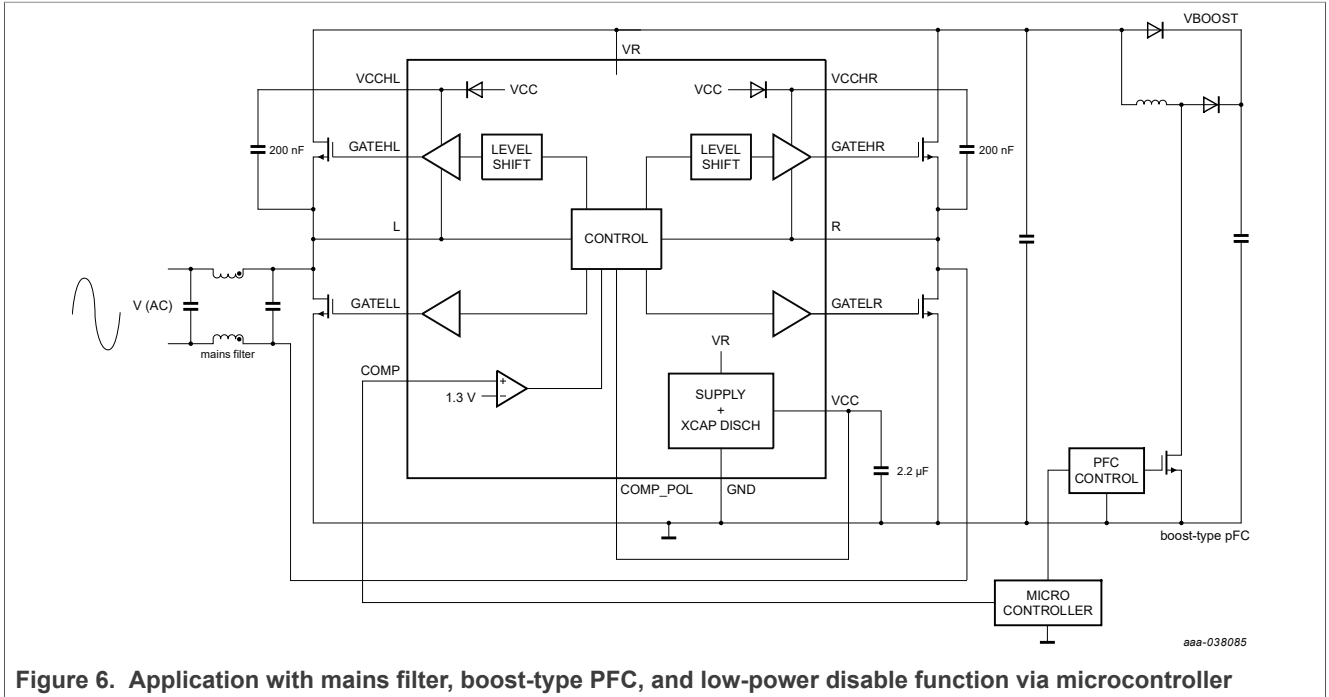 VBOOST
VR
VCCHL
VCC
VCC
VCCHR
200 nF
GATEHL
LEVEL
SHIFT
LEVEL
SHIFT
GATEHR
200 nF
L
CONTROL
R
V (AC)
mains filter
GATELL
GATELR
COMP
1.3 V
+
−
VR
SUPPLY
+
XCAP DISCH
VCC
2.2 µF
COMP_POL
GND
PFC
CONTROL
boost-type pFC
MICRO
CONTROLLER
aaa-038085
Figure 6. Application with mains filter, boost-type PFC, and low-power disable function via microcontroller